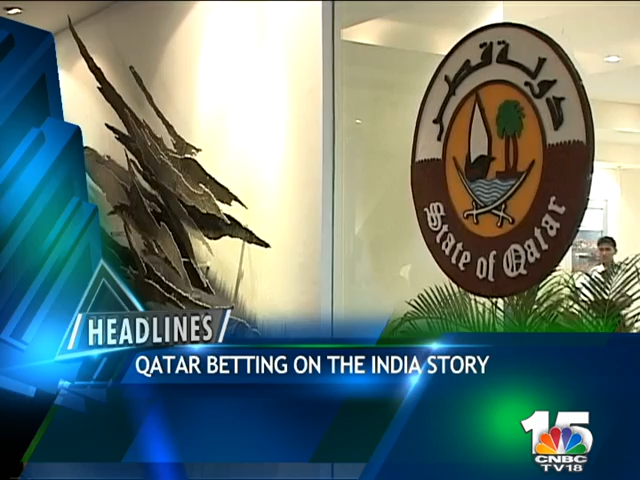 دولة قطر
State of Qatar
/HEADLINES/
QATAR BETTING ON THE INDIA STORY
15
CNBC
TV18